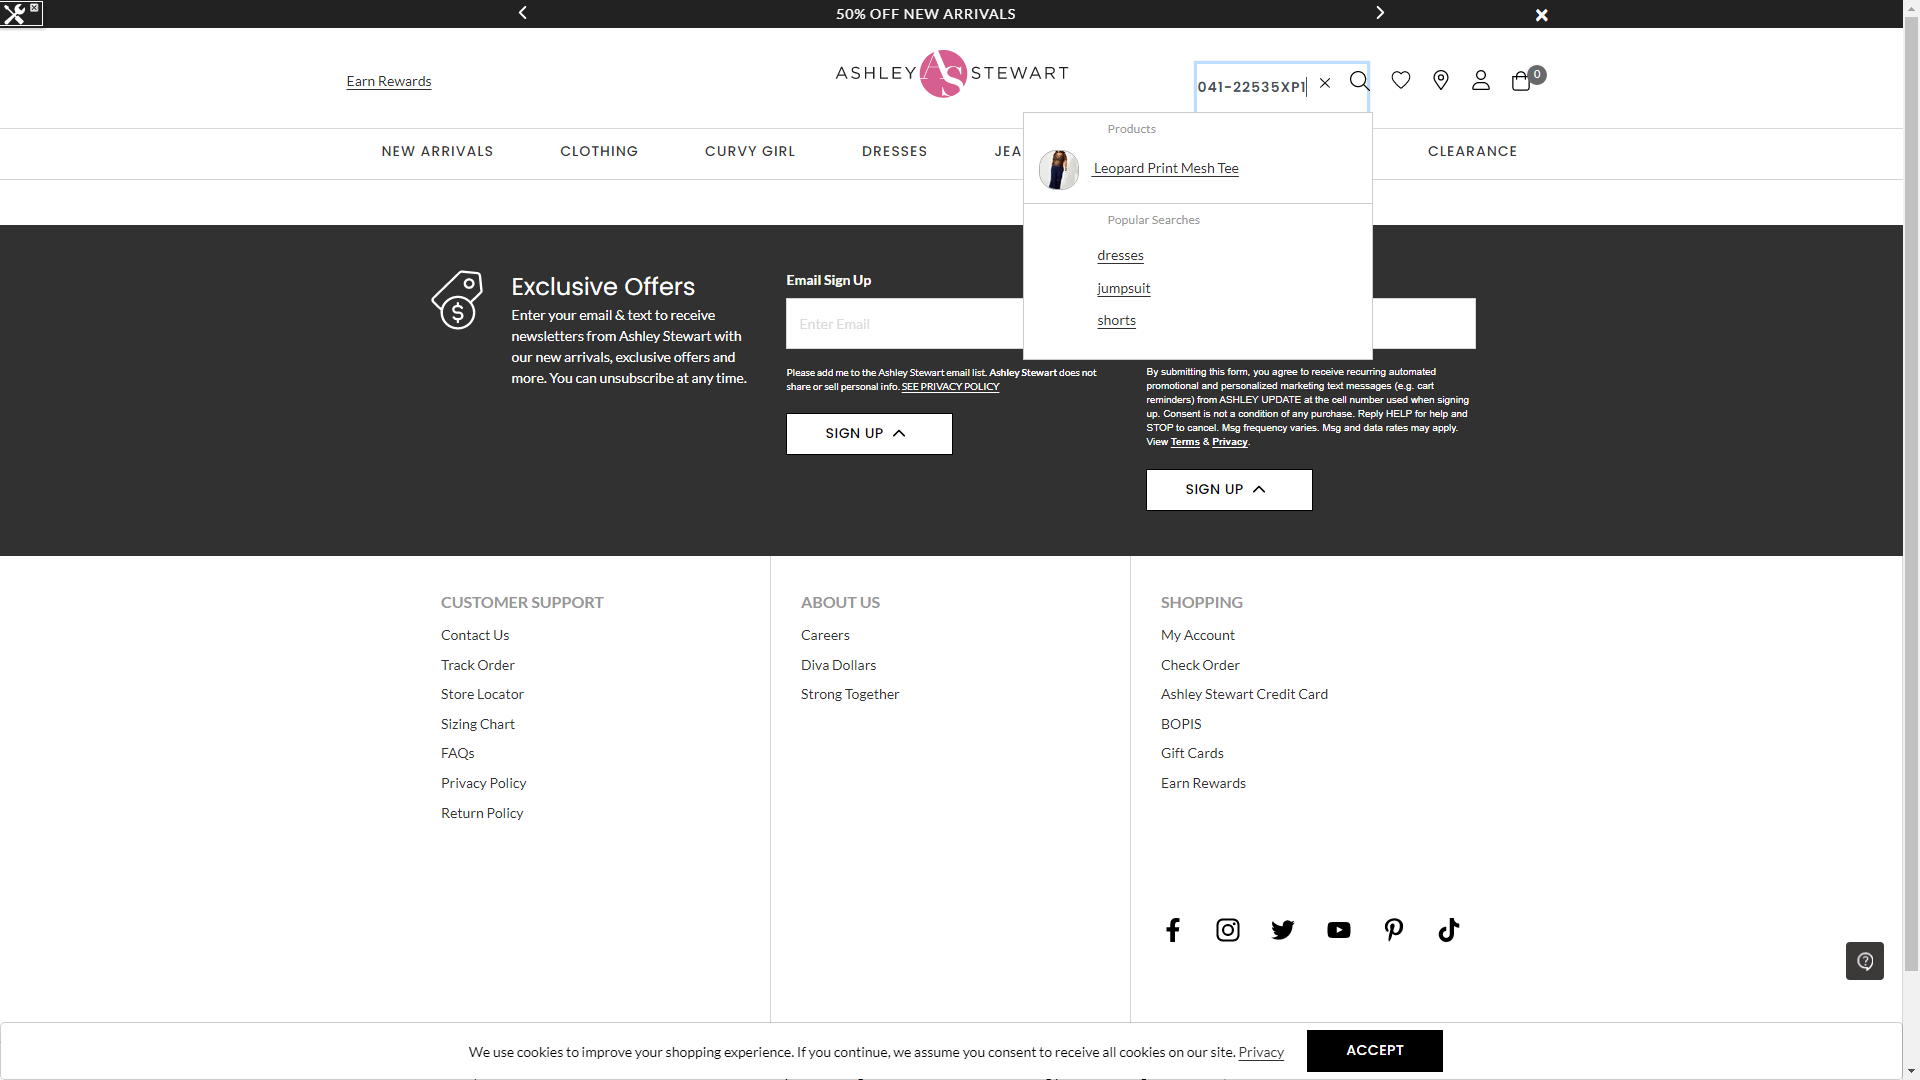 50% OFF NEW ARRIVALS
Earn Rewards
ASHLEY AS STEWART
041-22535XP1
0
NEW ARRIVALS
CLOTHING
CURVY GIRL
DRESSES
JEA
CLEARANCE
Products
Leopard Print Mesh Tee
Popular Searches
dresses
jumpsuit
shorts
Exclusive Offers
Enter your email & text to receive
newsletters from Ashley Stewart with
our new arrivals, exclusive offers and
more. You can unsubscribe at any time.
Email Sign Up
Enter Email
Please add me to the Ashley Stewart email list. Ashley Stewart does not
share or sell personal info. SEE PRIVACY POLICY
SIGN UP
By submitting this form, you agree to receive recurring automated
promotional and personalized marketing text messages (e.g. cart
reminders) from ASHLEY UPDATE at the cell number used when signing
up. Consent is not a condition of any purchase. Reply HELP for help and
STOP to cancel. Msg frequency varies. Msg and data rates may apply.
View Terms & Privacy.
SIGN UP
CUSTOMER SUPPORT
Contact Us
Track Order
Store Locator
Sizing Chart
FAQs
Privacy Policy
Return Policy
ABOUT US
Careers
Diva Dollars
Strong Together
SHOPPING
My Account
Check Order
Ashley Stewart Credit Card
BOPIS
Gift Cards
Earn Rewards
We use cookies to improve your shopping experience. If you continue, we assume you consent to receive all cookies on our site. Privacy
ACCEPT